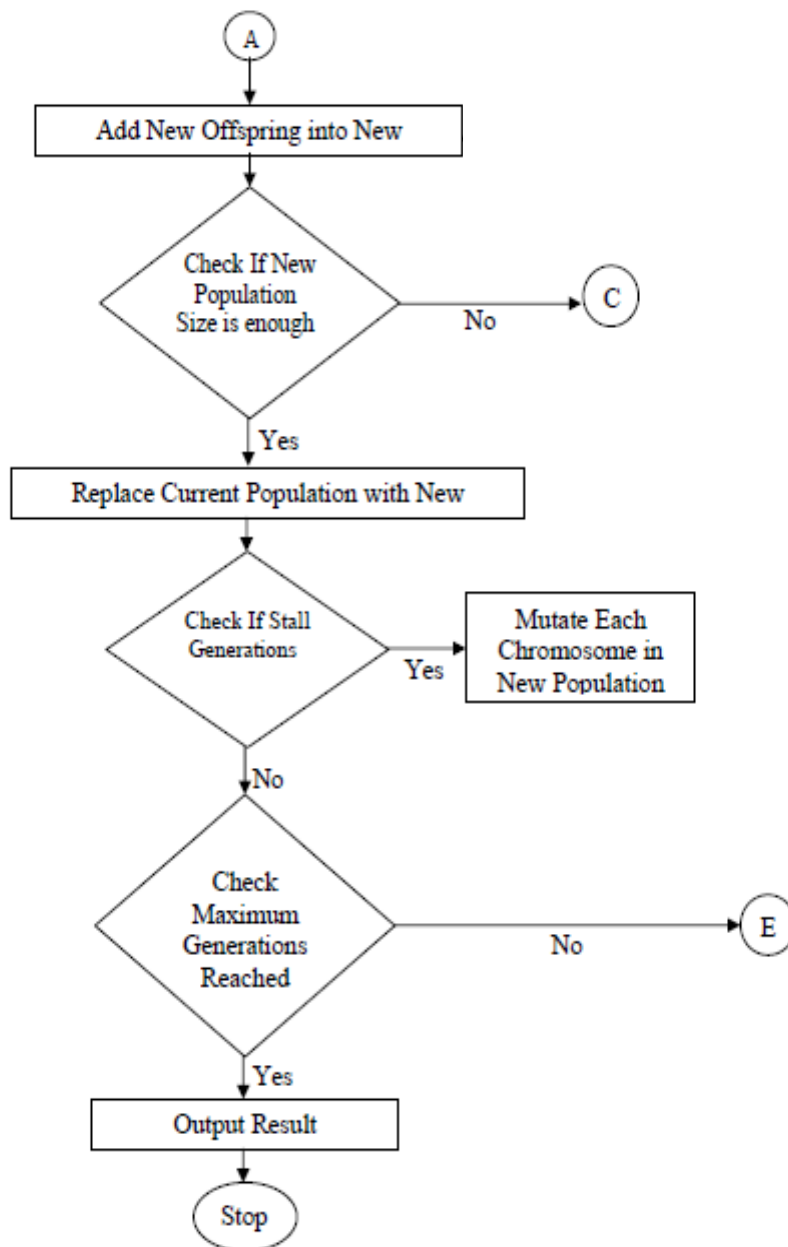 A
Add New Offspring into New
Check If New
Population
Size is enough
No
C
Yes
Replace Current Population with New
Check If Stall
Generations
Yes
Mutate Each
Chromosome in
New Population
No
Check
Maximum
Generations
Reached
No
E
Yes
Output Result
Stop